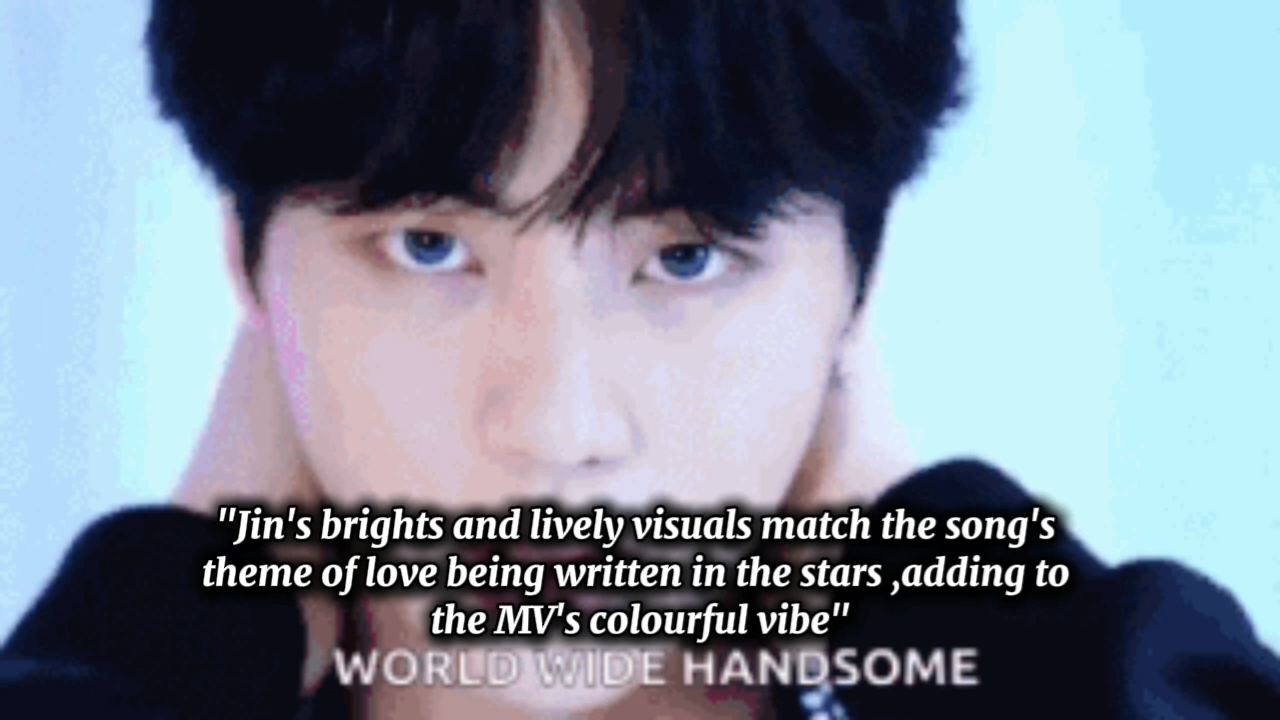 "Jin's brights and lively visuals match the song's
theme of love being written in the stars ,adding to
the MV's colourful vibe"
WORLD WIDE HANDSOME